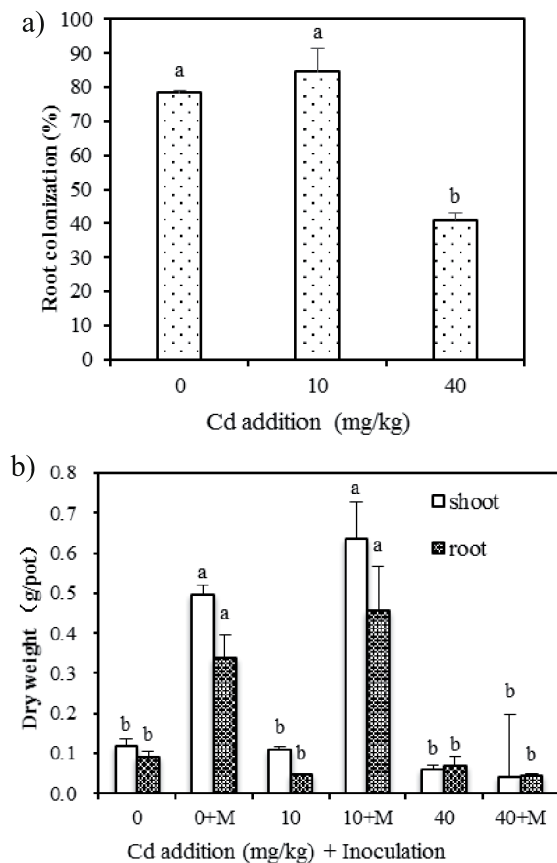 a)
100
90
80
70
60
50
40
30
20
10
0
Root colonization (%)
a
a
b
0 10 40
Cd addition (mg/kg)
b)
0.8
0.7
0.6
0.5
0.4
0.3
0.2
0.1
0.0
Dry weight (g/pot)
shoot
root
b b a a b b a a b b b b
0 0+M 10 10+M 40 40+M
Cd addition (mg/kg) + Inoculation